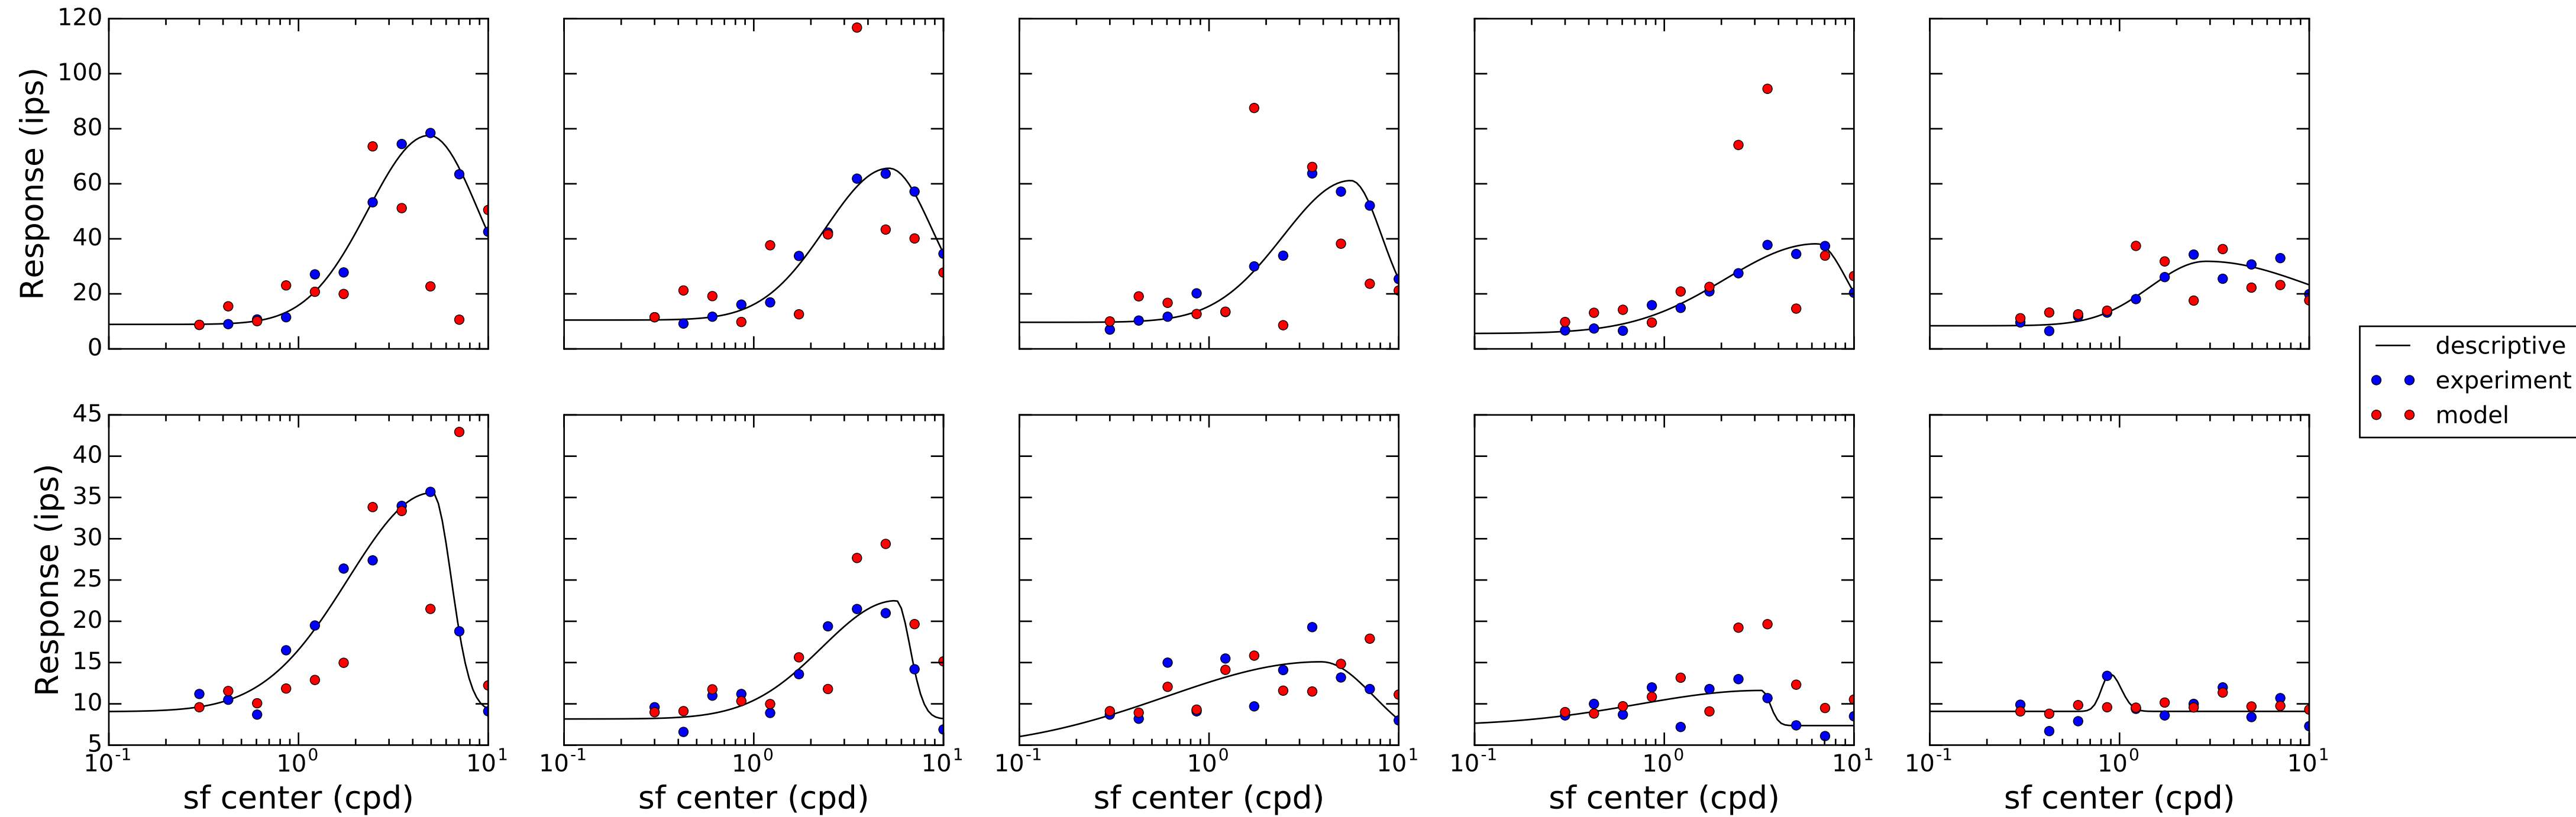 120
100
80
60
40
20
0
Response (ips)
45
40
35
30
25
20
15
10
5
Response (ips)
10⁻¹ 10⁰ 10¹ 10⁻¹ 10⁰ 10¹ 10⁻¹ 10⁰ 10¹ 10⁻¹ 10⁰ 10¹ 10⁻¹ 10⁰ 10¹
sf center (cpd) sf center (cpd) sf center (cpd) sf center (cpd) sf center (cpd)
descriptive
experiment
model